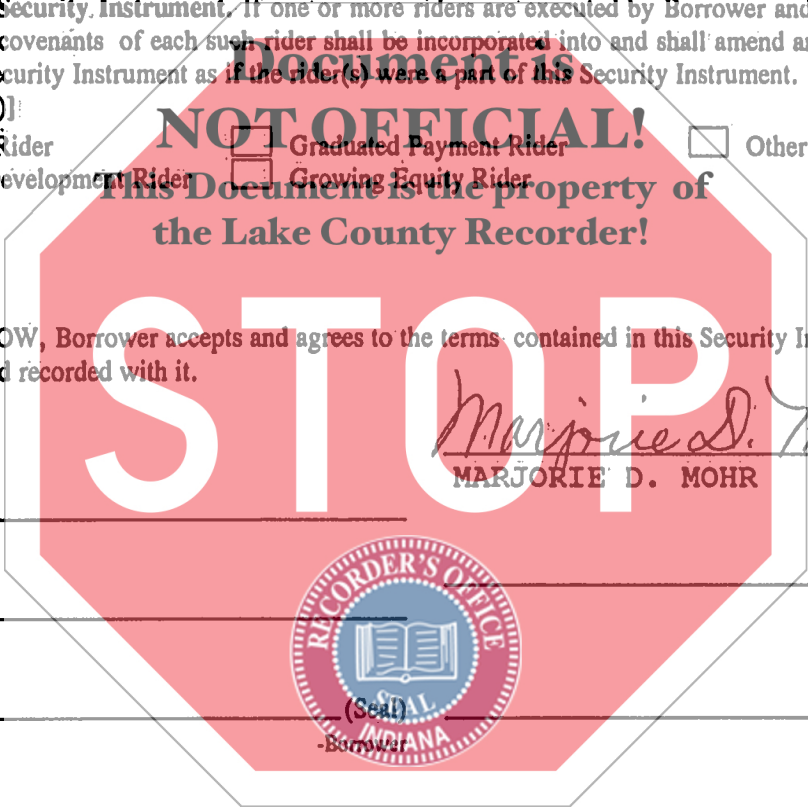 Security Instrument. If one or more riders are executed by Borrower and
covenants of each such rider shall be incorporated into and shall amend
curity Instrument as if the rider(s) were a part of this Security Instrument.
)]
Document is
NOT OFFICIAL!
Rider Graduated Payment Rider Other
evelopment Rider Growing Equity Rider
This Document is the property of
the Lake County Recorder!
OW, Borrower accepts and agrees to the terms contained in this Security
d recorded with it.
STOP
Marjorie D.
MARJORIE D. MOHR
RECORDER'S OFFICE
SEAL
INDIANA
(Seal)
-Borrower